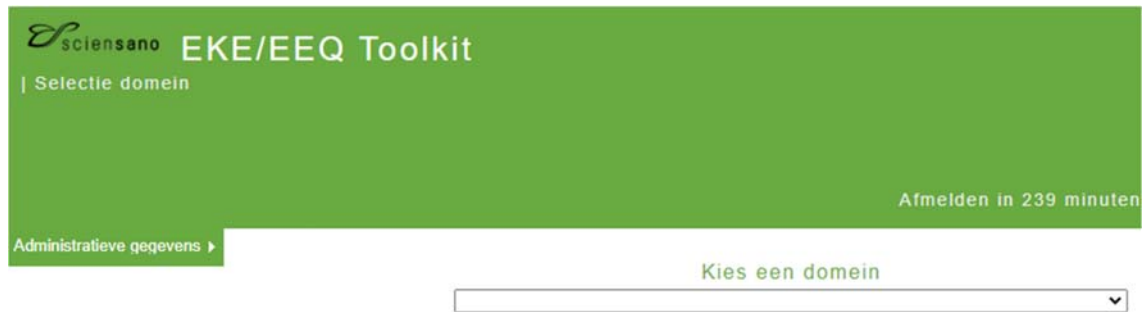 sciensano EKE/EEQ Toolkit
| Selectie domein
Afmelden in 239 minuten
Administratieve gegevens
Kies een domein